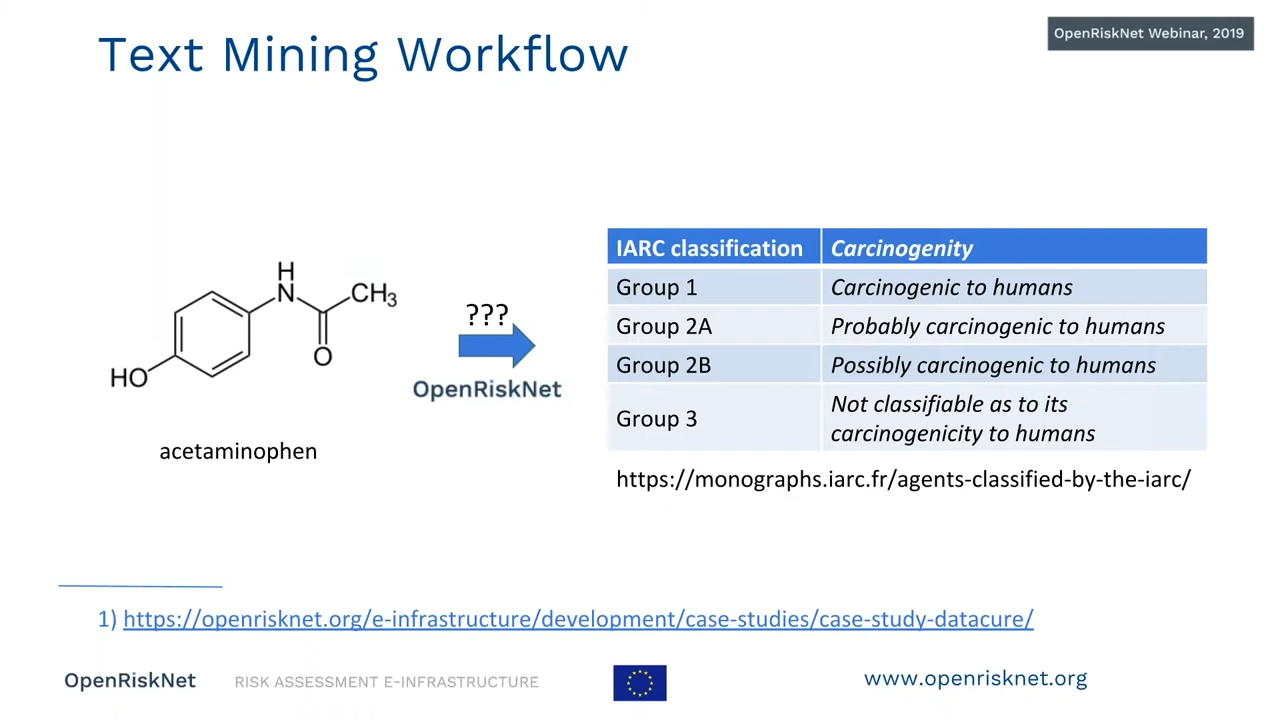 Text Mining Workflow
OpenRiskNet Webinar, 2019
H
N
CH3
O
HO
acetaminophen
???
OpenRiskNet
IARC classification Carcinogenity
Group 1 Carcinogenic to humans
Group 2A Probably carcinogenic to humans
Group 2B Possibly carcinogenic to humans
Group 3 Not classifiable as to its
carcinogenicity to humans
https://monographs.iarc.fr/agents-classified-by-the-iarc/
1) https://openrisknet.org/e-infrastructure/development/case-studies/case-study-datacure/
OpenRiskNet RISK ASSESSMENT E-INFRASTRUCTURE
www.openrisknet.org